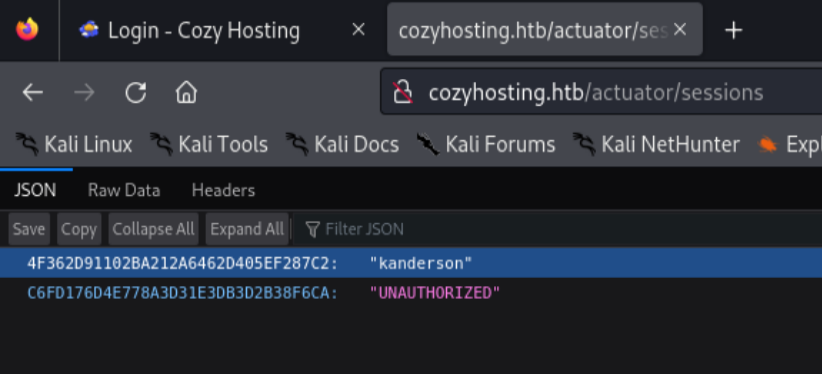 Login - Cozy Hosting
cozyhosting.htb/actuator/ses
cozyhosting.htb/actuator/sessions
Kali Linux Kali Tools Kali Docs Kali Forums Kali NetHunter Expl
JSON Raw Data Headers
Save Copy Collapse All Expand All Filter JSON
4F362D91102BA212A6462D405EF287C2: "kanderson"
C6FD176D4E778A3D31E3DB3D2B38F6CA: "UNAUTHORIZED"